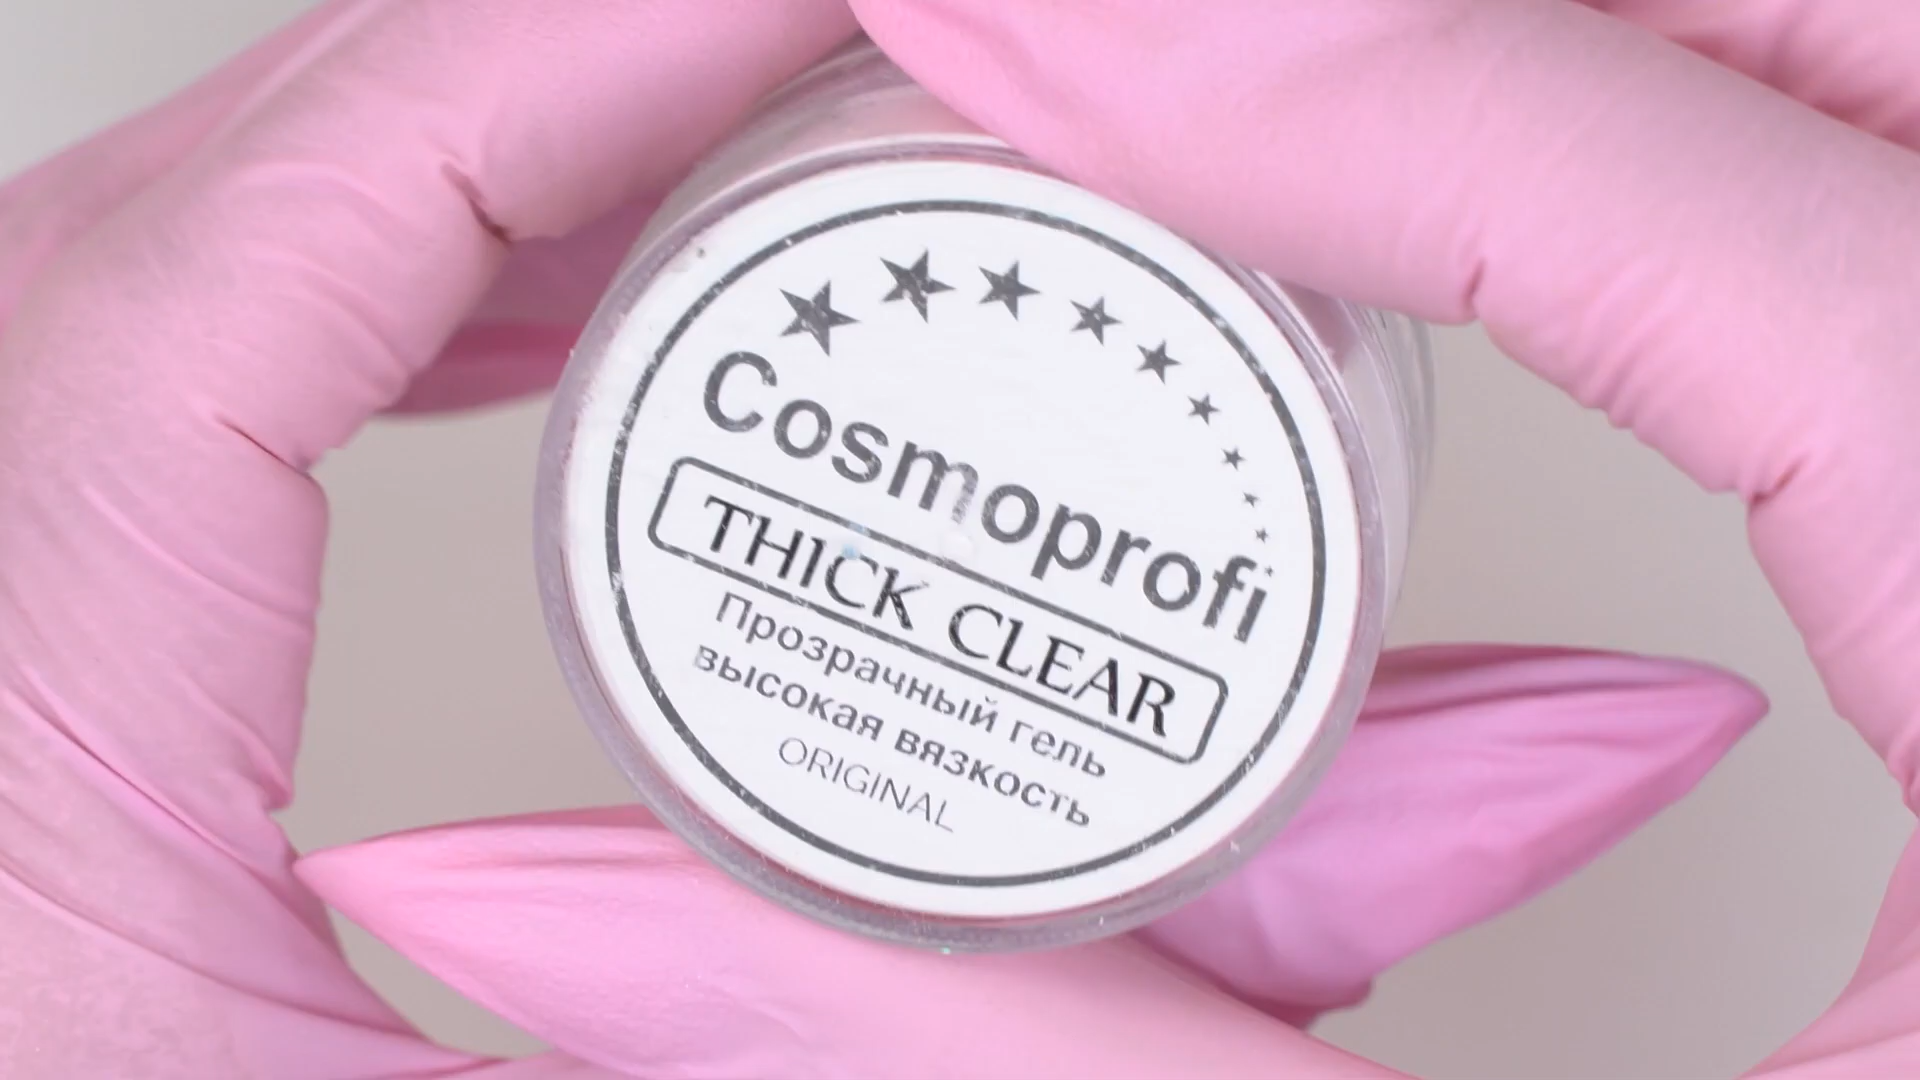 Cosmoprofi
THICK CLEAR
Прозрачный гель
высокая вязкость
ORIGINAL